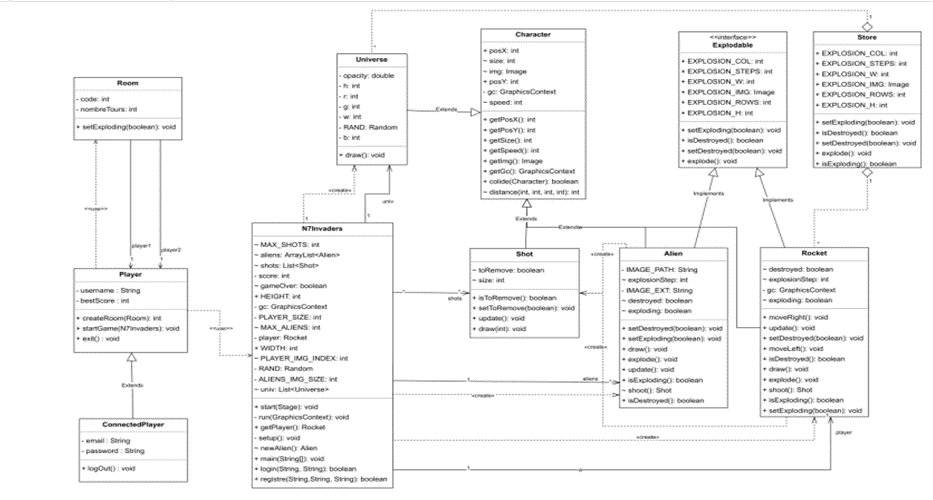 Room
- code: int
- nombreTours: int
+ setExploding(boolean): void
<<use>>
player1
1
player2
1
Player
- username : String
- bestScore : int
+ createRoom(Room): int
+ startGame(N7Invaders): void
+ exit() : void
<<use>>
Extends
ConnectedPlayer
- email : String
- password : String
+ logOut() : void
Universe
- opacity: double
- h: int
- r: int
- g: int
- w: int
- RAND: Random
- b: int
+ draw(): void
Extends
«create»
1
univ
1
N7Invaders
~ MAX_SHOTS: int
~ aliens: ArrayList<Alien>
~ shots: List<Shot>
- score: int
- gameOver: boolean
+ HEIGHT: int
- gc: GraphicsContext
- PLAYER_SIZE: int
~ MAX_ALIENS: int
- player: Rocket
+ WIDTH: int
~ PLAYER_IMG_INDEX: int
- RAND: Random
- ALIENS_IMG_SIZE: int
~ univ: List<Universe>
+ start(Stage): void
- run(GraphicsContext): void
+ getPlayer(): Rocket
- setup(): void
~ newAlien(): Alien
+ main(String[]): void
+ login(String, String): boolean
+ registre(String,String, String): boolean
Character
+ posX: int
~ size: int
~ img: Image
+ posY: int
- gc: GraphicsContext
~ speed: int
+ getPosX(): int
+ getPosY(): int
+ getSize(): int
+ getSpeed(): int
+ getImg(): Image
+ getGc(): GraphicsContext
+ colide(Character): boolean
~ distance(int, int, int, int): int
Extends
Extends
shots
Shot
~ toRemove: boolean
~ size: int
+ isToRemove(): boolean
+ setToRemove(boolean): void
+ update(): void
+ draw(int): void
«create»
«create»
1
aliens
«create»
«create»
1
player
<<interface>>
Explodable
+ EXPLOSION_COL: int
+ EXPLOSION_STEPS: int
+ EXPLOSION_W: int
+ EXPLOSION_IMG: Image
+ EXPLOSION_ROWS: int
+ EXPLOSION_H: int
+ setExploding(boolean): void
+ isDestroyed(): boolean
+ setDestroyed(boolean): void
+ explode(): void
Implements
Implements
Alien
- IMAGE_PATH: String
~ explosionStep: int
- IMAGE_EXT: String
~ destroyed: boolean
~ exploding: boolean
+ setDestroyed(boolean): void
+ setExploding(boolean): void
+ draw(): void
+ explode(): void
+ update(): void
+ isExploding(): boolean
~ shoot(): Shot
+ isDestroyed(): boolean
1
Store
+ EXPLOSION_COL: int
+ EXPLOSION_STEPS: int
+ EXPLOSION_W: int
+ EXPLOSION_IMG: Image
+ EXPLOSION_ROWS: int
+ EXPLOSION_H: int
+ setExploding(boolean): void
+ isDestroyed(): boolean
+ setDestroyed(boolean): void
+ explode(): void
+ isExploding(): boolean
1
Rocket
~ destroyed: boolean
~ explosionStep: int
- gc: GraphicsContext
~ exploding: boolean
+ moveRight(): void
+ update(): void
+ setDestroyed(boolean): void
+ moveLeft(): void
+ isDestroyed(): boolean
+ draw(): void
+ explode(): void
+ shoot(): Shot
+ isExploding(): boolean
+ setExploding(boolean): void